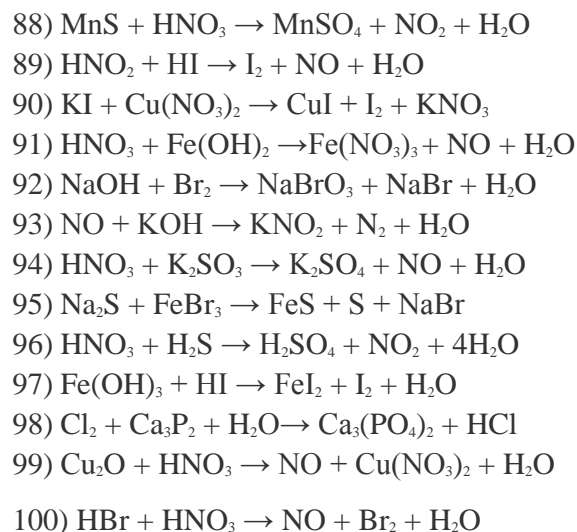 88) MnS + HNO₃ → MnSO₄ + NO₂ + H₂O
89) HNO₂ + HI → I₂ + NO + H₂O
90) KI + Cu(NO₃)₂ → CuI + I₂ + KNO₃
91) HNO₃ + Fe(OH)₂ →Fe(NO₃)₃ + NO + H₂O
92) NaOH + Br₂ → NaBrO₃ + NaBr + H₂O
93) NO + KOH → KNO₂ + N₂ + H₂O
94) HNO₃ + K₂SO₃ → K₂SO₄ + NO + H₂O
95) Na₂S + FeBr₃ → FeS + S + NaBr
96) HNO₃ + H₂S → H₂SO₄ + NO₂ + 4H₂O
97) Fe(OH)₃ + HI → FeI₂ + I₂ + H₂O
98) Cl₂ + Ca₃P₂ + H₂O→ Ca₃(PO₄)₂ + HCl
99) Cu₂O + HNO₃ → NO + Cu(NO₃)₂ + H₂O
100) HBr + HNO₃ → NO + Br₂ + H₂O